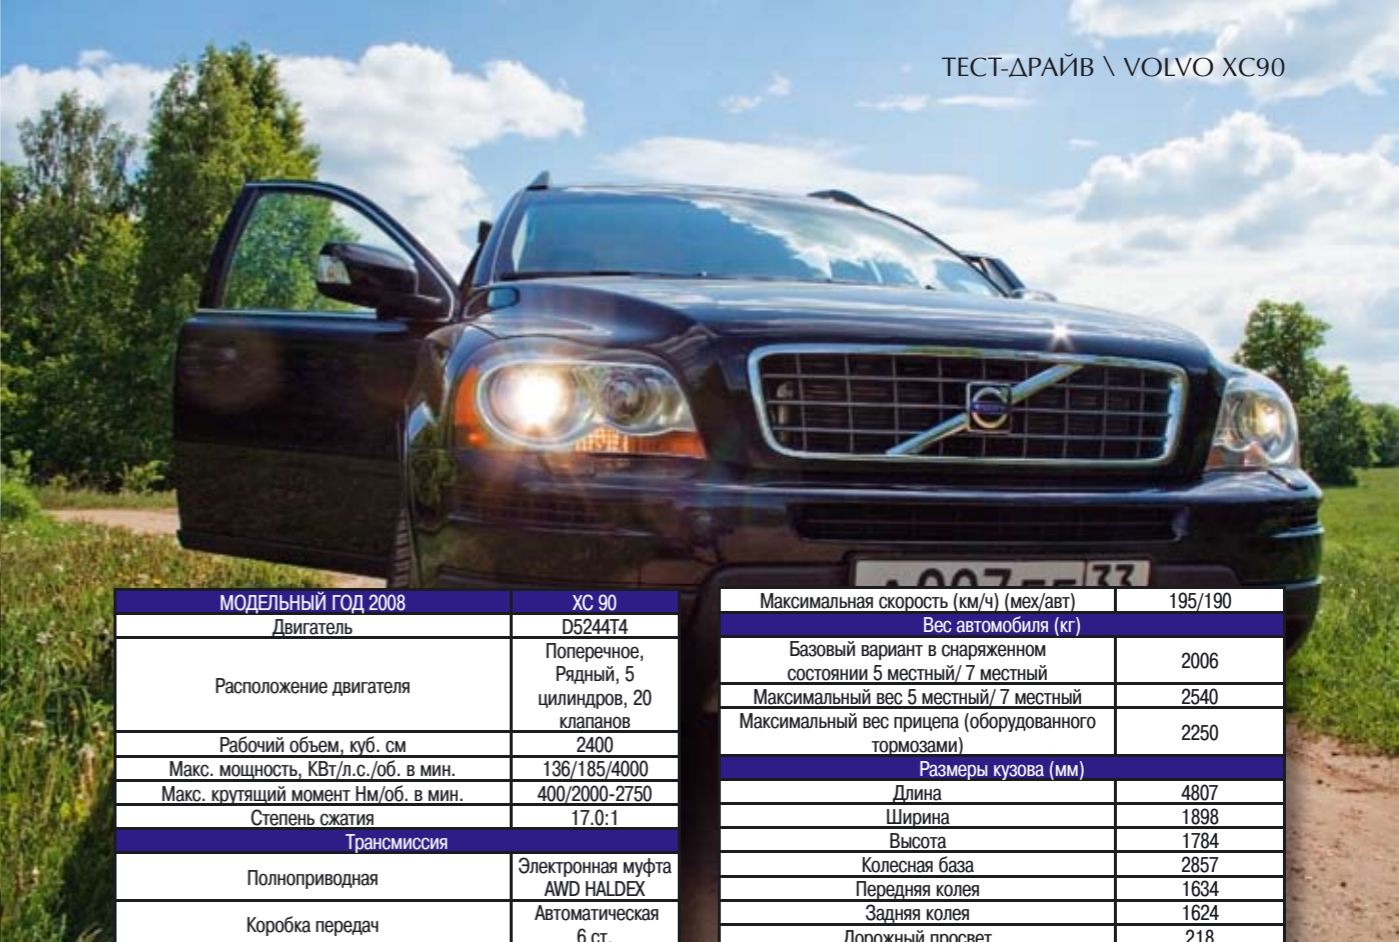 ТЕСТ-ДРАЙВ \ VOLVO XC90
МОДЕЛЬНЫЙ ГОД 2008 XC 90
Двигатель D5244T4
Расположение двигателя Поперечное,
Рядный, 5
цилиндров, 20
клапанов
Рабочий объем, куб. см 2400
Макс. мощность, КВт/л.с./об. в мин. 136/185/4000
Макс. крутящий момент Нм/об. в мин. 400/2000-2750
Степень сжатия 17.0:1
Трансмиссия
Полноприводная Электронная муфта
AWD HALDEX
Коробка передач Автоматическая
6 ст.
Максимальная скорость (км/ч) (мех/авт) 195/190
Вес автомобиля (кг)
Базовый вариант в снаряженном
состоянии 5 местный/ 7 местный 2006
Максимальный вес 5 местный/ 7 местный 2540
Максимальный вес прицепа (оборудованного
тормозами) 2250
Размеры кузова (мм)
Длина 4807
Ширина 1898
Высота 1784
Колесная база 2857
Передняя колея 1634
Задняя колея 1624
Дорожный просвет 218